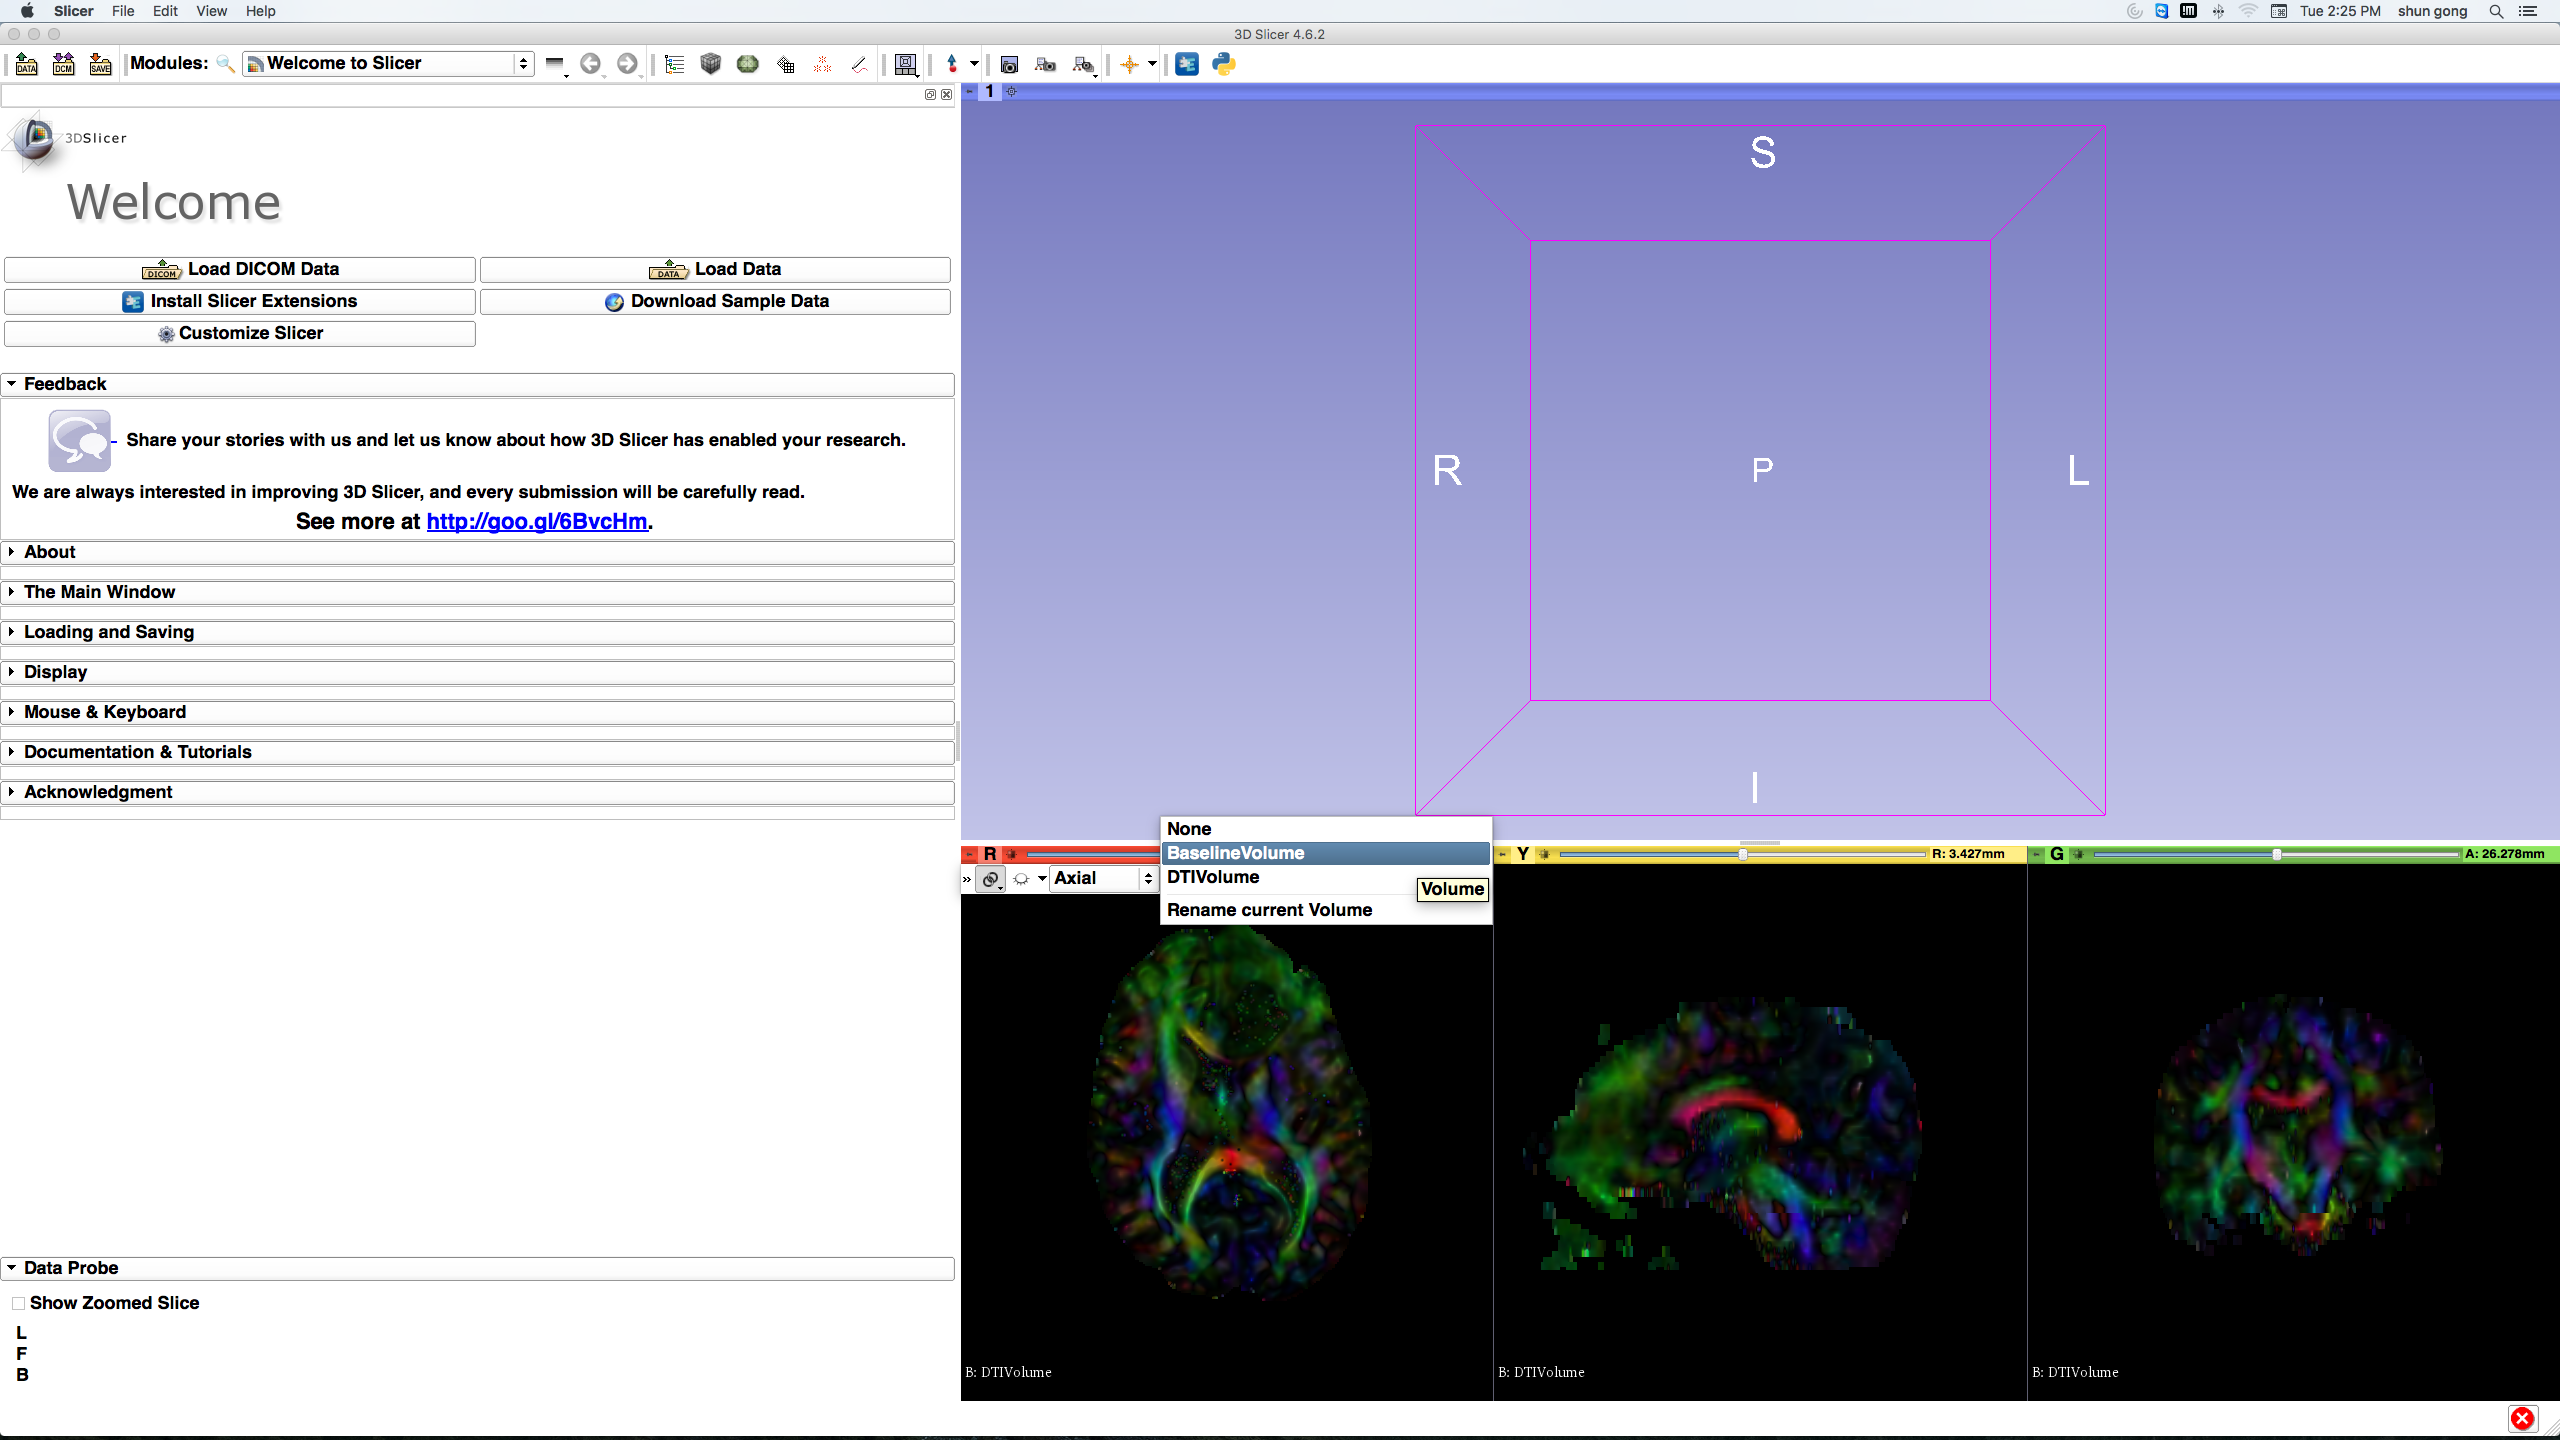 Slicer File Edit View Help
Tue 2:25 PM shun gong
3D Slicer 4.6.2
DATA DCM SAVE Modules: Welcome to Slicer
1
3DSlicer
Welcome
DICOM Load DICOM Data
DATA Load Data
Install Slicer Extensions
Download Sample Data
Customize Slicer
Feedback
Share your stories with us and let us know about how 3D Slicer has enabled your research.
We are always interested in improving 3D Slicer, and every submission will be carefully read.
See more at http://goo.gl/6BvcHm.
About
The Main Window
Loading and Saving
Display
Mouse & Keyboard
Documentation & Tutorials
Acknowledgment
Data Probe
Show Zoomed Slice
L
F
B
S
R
P
L
I
R
Axial
None
BaselineVolume
DTIVolume
Rename current Volume
Volume
Y
R: 3.427mm
G
A: 26.278mm
B: DTIVolume
B: DTIVolume
B: DTIVolume